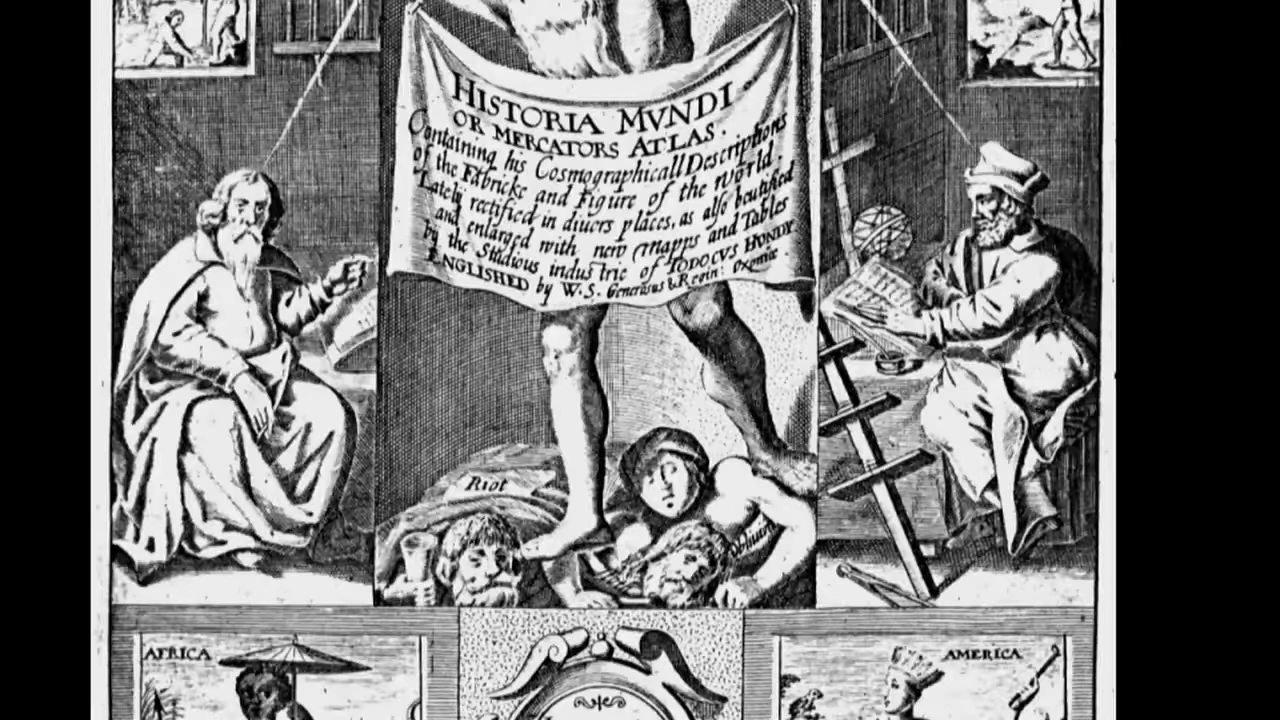 HISTORIA MVNDI
OR MERCATORS ATLAS.
Containing his Cosmographicall Descriptions
of the Fabricke and Figure of the world.
Lately rectified in diuers places, as also beutified
and enlarged with new mapps and Tables
by the Studious industrie of IODOCVS HONDY.
ENGLISHED by W. S. Generosus & Regin: Oxoniæ.
Riot
AFRICA
AMERICA